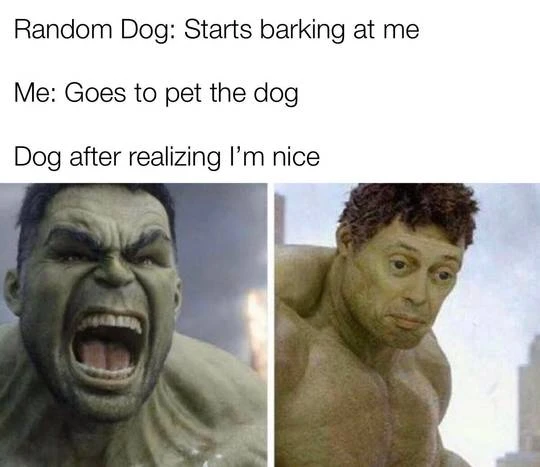 Random Dog: Starts barking at me
Me: Goes to pet the dog
Dog after realizing I’m nice